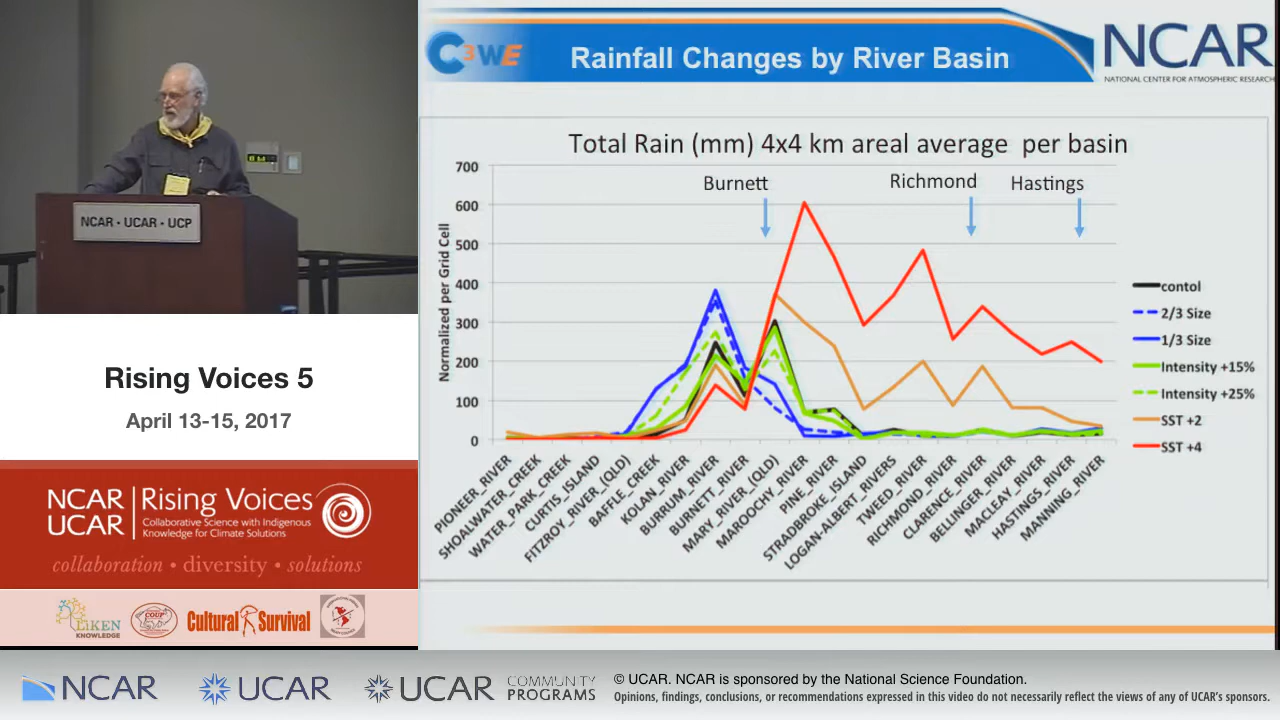 NCAR • UCAR • UCP
Rising Voices 5
April 13-15, 2017
NCAR
UCAR
Rising Voices
Collaborative Science with Indigenous
Knowledge for Climate Solutions
collaboration • diversity • solutions
LIKEN
KNOWLEDGE
COUP
Cultural Survival
C3WE
Rainfall Changes by River Basin
NCAR
NATIONAL CENTER FOR ATMOSPHERIC RESEARCH
Total Rain (mm) 4x4 km areal average per basin
Burnett
Richmond
Hastings
Normalized per Grid Cell
700
600
500
400
300
200
100
0
PIONEER_RIVER
SHOALWATER_CREEK
WATER_PARK_CREEK
CURTIS_ISLAND
FITZROY_RIVER_(QLD)
BAFFLE_CREEK
KOLAN_RIVER
BURRUM_RIVER
BURNETT_RIVER
MARY_RIVER_(QLD)
MAROOCHY_RIVER
PINE_RIVER
STRADBROKE_ISLAND
LOGAN-ALBERT_RIVERS
TWEED_RIVER
RICHMOND_RIVER
CLARENCE_RIVER
BELLINGER_RIVER
MACLEAY_RIVER
HASTINGS_RIVER
MANNING_RIVER
contol
2/3 Size
1/3 Size
Intensity +15%
Intensity +25%
SST +2
SST +4
NCAR
UCAR
UCAR
COMMUNITY
PROGRAMS
© UCAR. NCAR is sponsored by the National Science Foundation.
Opinions, findings, conclusions, or recommendations expressed in this video do not necessarily reflect the views of any of UCAR's sponsors.